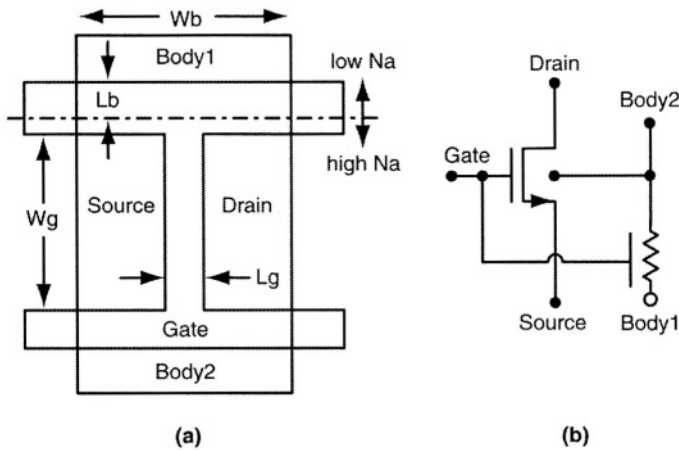 Wb
Body1
low Na
Lb
high Na
Wg
Source
Drain
Lg
Gate
Body2
(a)
Drain
Body2
Gate
Source
Body1
(b)